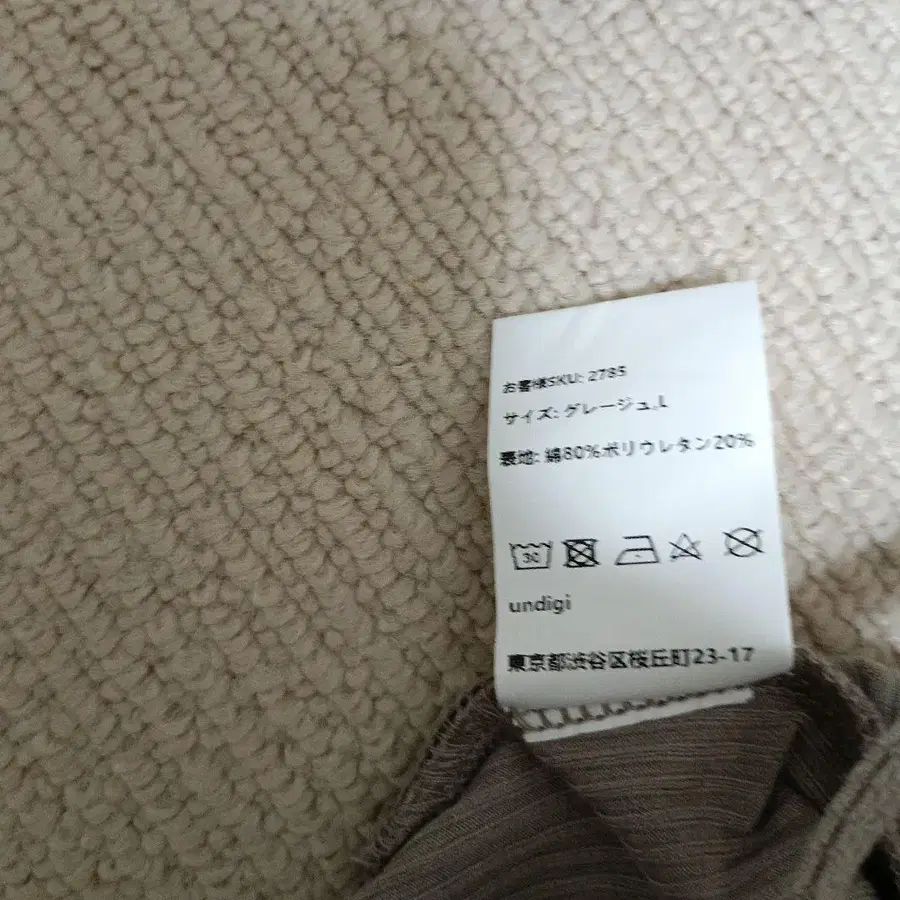 お客様SKU: 2785
サイズ: グレージュ,L
表地: 綿80%ポリウレタン20%
30
undigi
東京都渋谷区桜丘町23-17